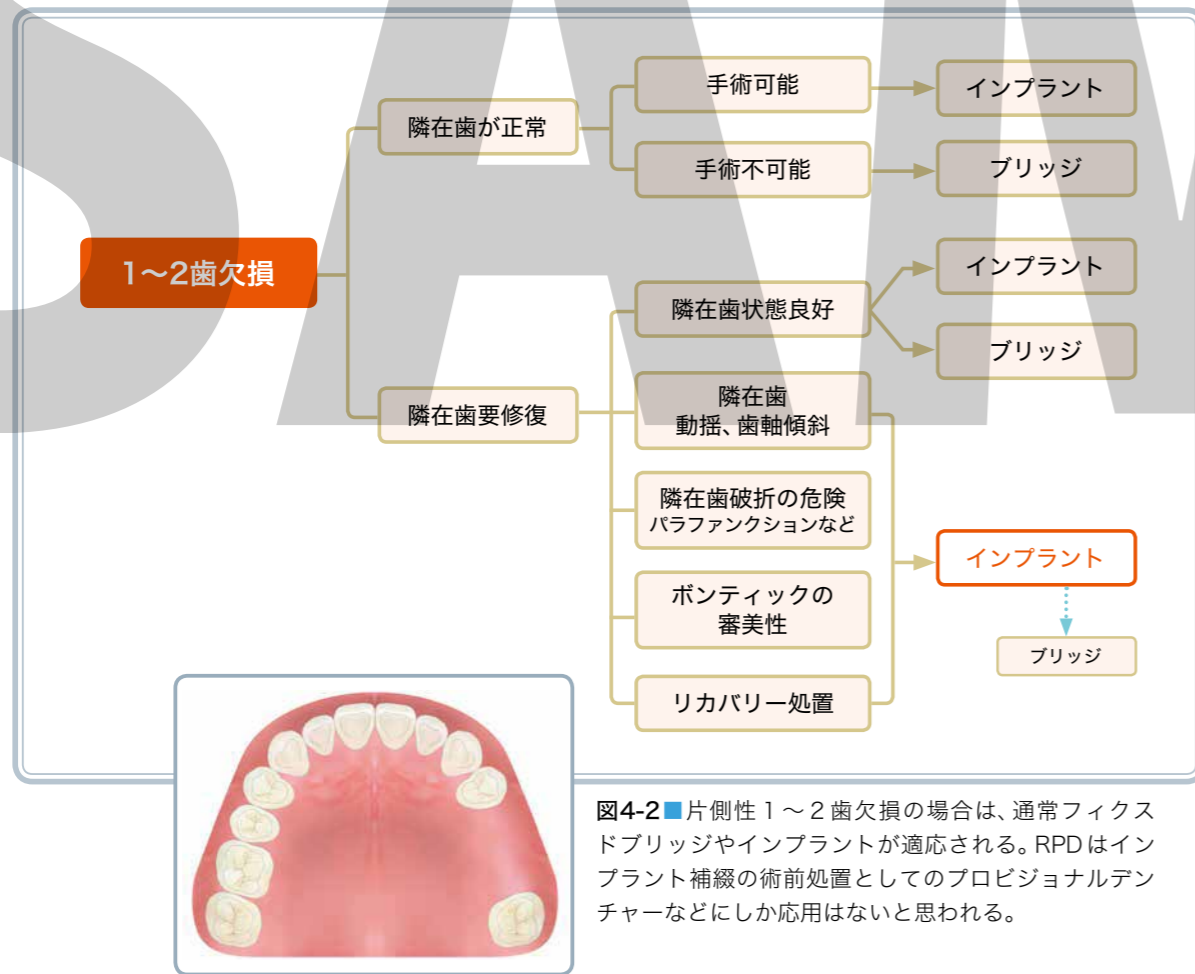 1〜2歯欠損
隣在歯が正常
手術可能
インプラント
手術不可能
ブリッジ
隣在歯要修復
隣在歯状態良好
インプラント
ブリッジ
隣在歯
動揺、歯軸傾斜
隣在歯破折の危険
パラファンクションなど
ボンティックの
審美性
リカバリー処置
インプラント
ブリッジ
図4-2■片側性1〜2歯欠損の場合は、通常フィクス
ドブリッジやインプラントが適応される。RPDはイン
プラント補綴の術前処置としてのプロビジョナルデン
チャーなどにしか応用はないと思われる。
SAM